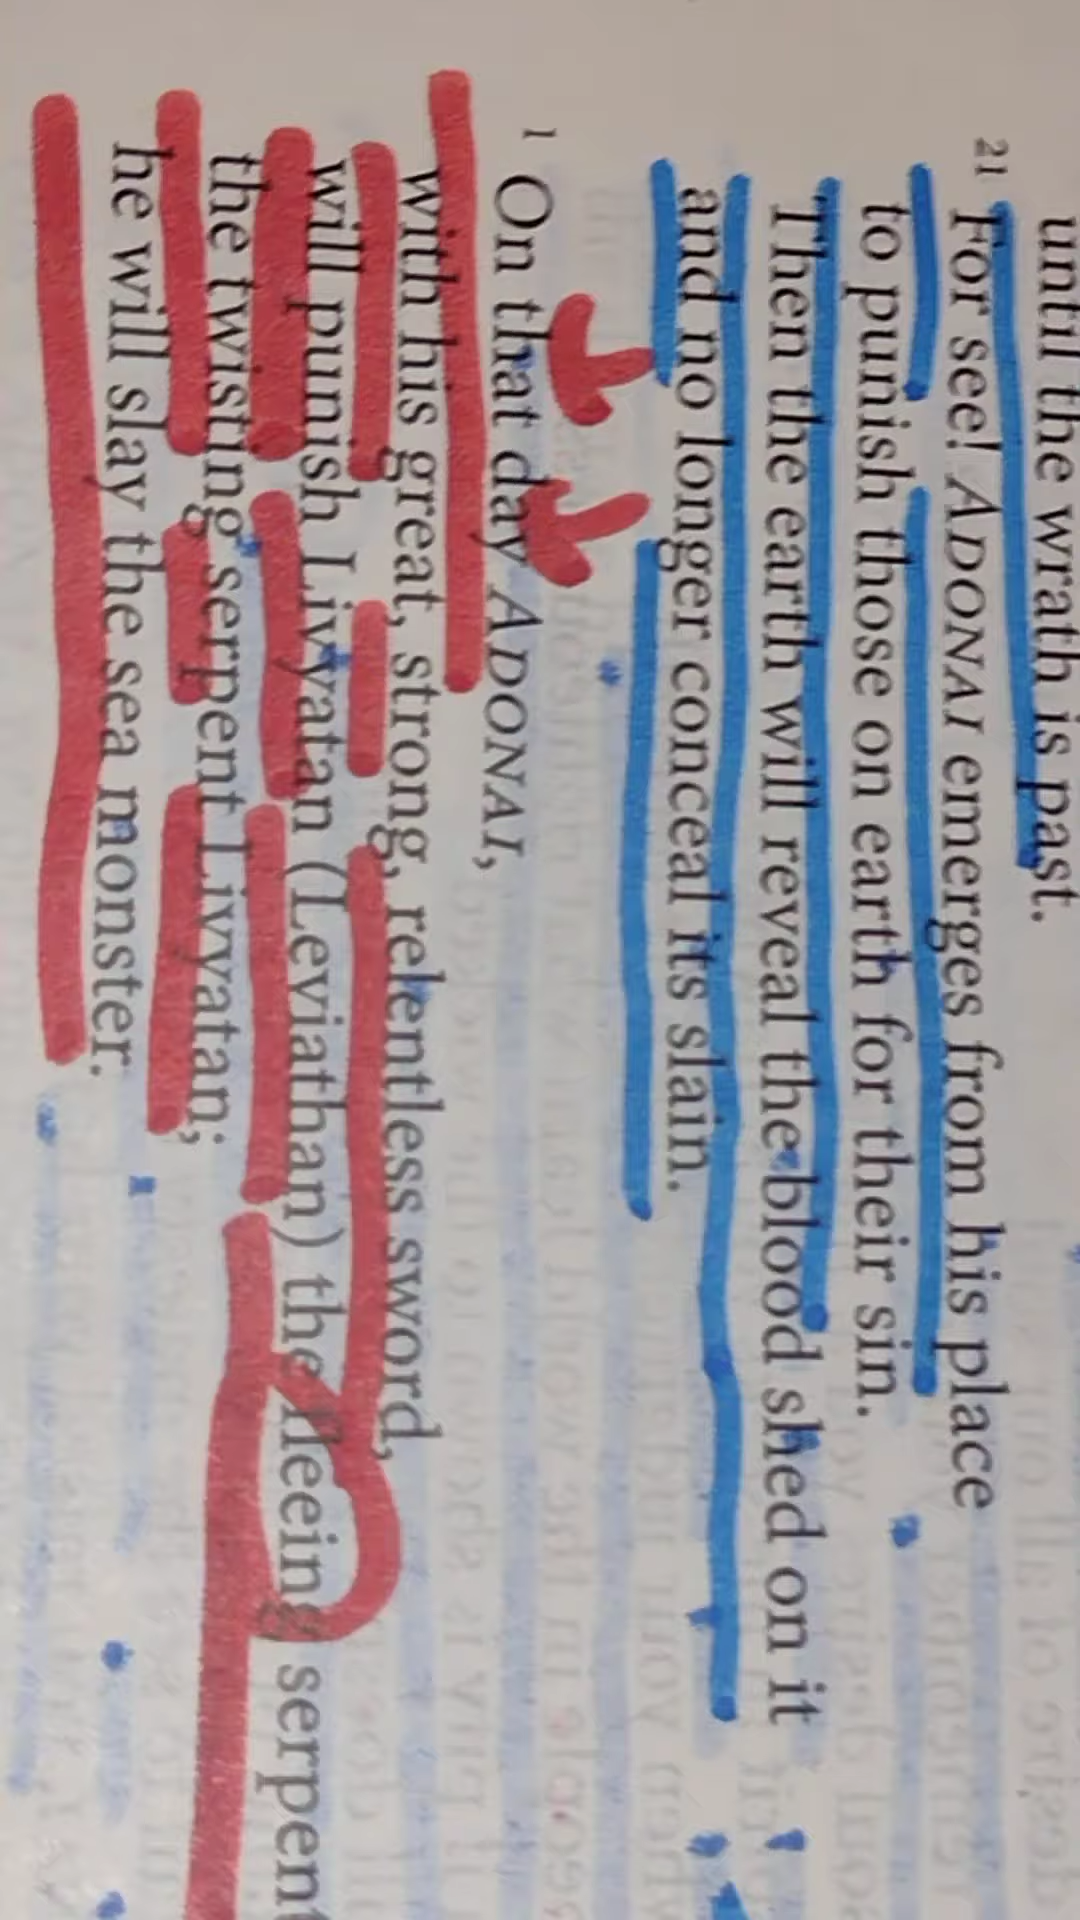 until the wrath is past.
21 For see! ADONAI emerges from his place
to punish those on earth for their sin.
Then the earth will reveal the blood shed on it
and no longer conceal its slain.
1 On that day ADONAI,
with his great, strong, relentless sword,
will punish Livyatan (Leviathan) the fleeing serpent
the twisting serpent Livyatan;
he will slay the sea monster.